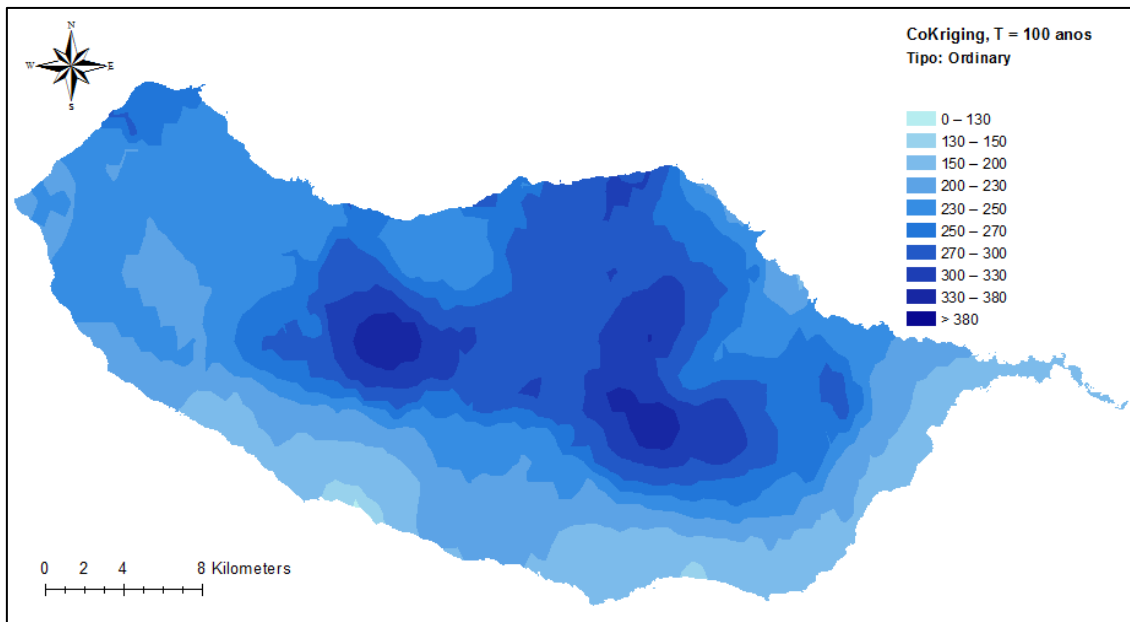 N
W E
S
CoKriging, T = 100 anos
Tipo: Ordinary
0 – 130
130 – 150
150 – 200
200 – 230
230 – 250
250 – 270
270 – 300
300 – 330
330 – 380
> 380
0 2 4 8 Kilometers